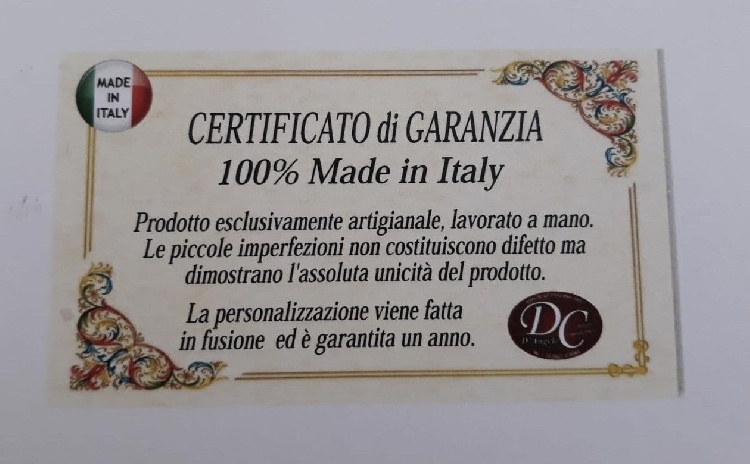 MADE
IN
ITALY
CERTIFICATO di GARANZIA
100% Made in Italy
Prodotto esclusivamente artigianale, lavorato a mano.
Le piccole imperfezioni non costituiscono difetto ma
dimostrano l'assoluta unicità del prodotto.
La personalizzazione viene fatta
in fusione ed è garantita un anno.
DC
D'Angelo